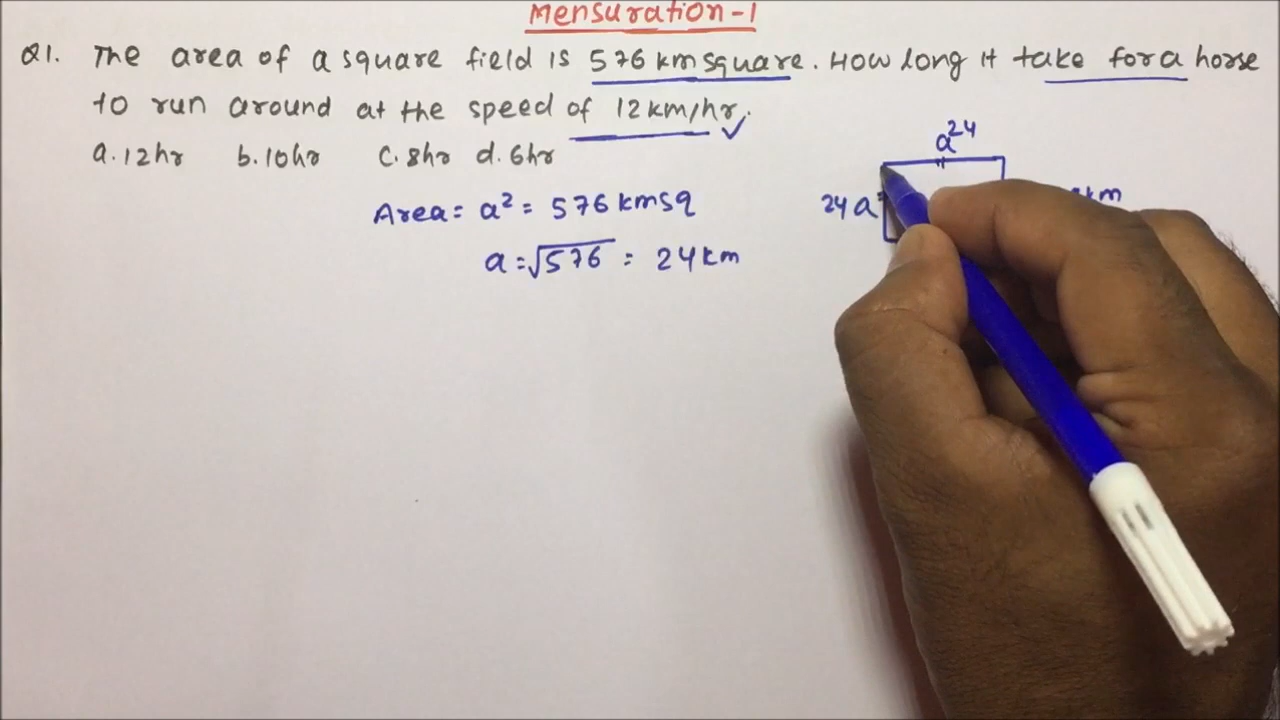 Mensuration-1
Q1. The area of a square field is 576 km square. How long it take for a horse
to run around at the speed of 12 km/hr.
a. 12hr b. 10hr c. 8hr d. 6hr
a 24
24 a km
Area = a² = 576 kmsq
a = √576 = 24 km